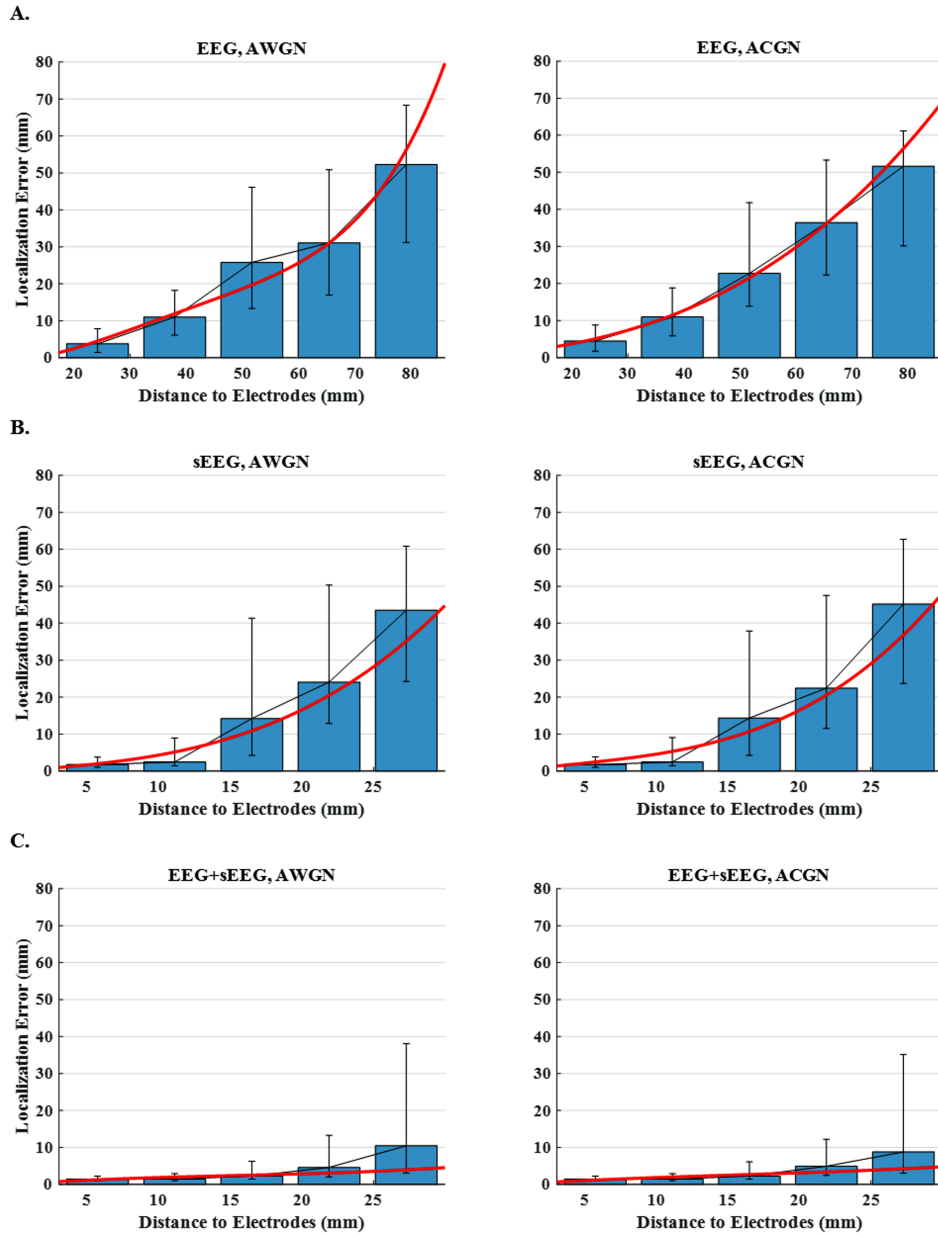 A.
EEG, AWGN
EEG, ACGN
80
70
60
50
40
30
20
10
0
Localization Error (mm)
20 30 40 50 60 70 80
Distance to Electrodes (mm)
80
70
60
50
40
30
20
10
0
20 30 40 50 60 70 80
Distance to Electrodes (mm)
B.
sEEG, AWGN
sEEG, ACGN
80
70
60
50
40
30
20
10
0
Localization Error (mm)
5 10 15 20 25
Distance to Electrodes (mm)
80
70
60
50
40
30
20
10
0
5 10 15 20 25
Distance to Electrodes (mm)
C.
EEG+sEEG, AWGN
EEG+sEEG, ACGN
80
70
60
50
40
30
20
10
0
Localization Error (mm)
5 10 15 20 25
Distance to Electrodes (mm)
80
70
60
50
40
30
20
10
0
5 10 15 20 25
Distance to Electrodes (mm)